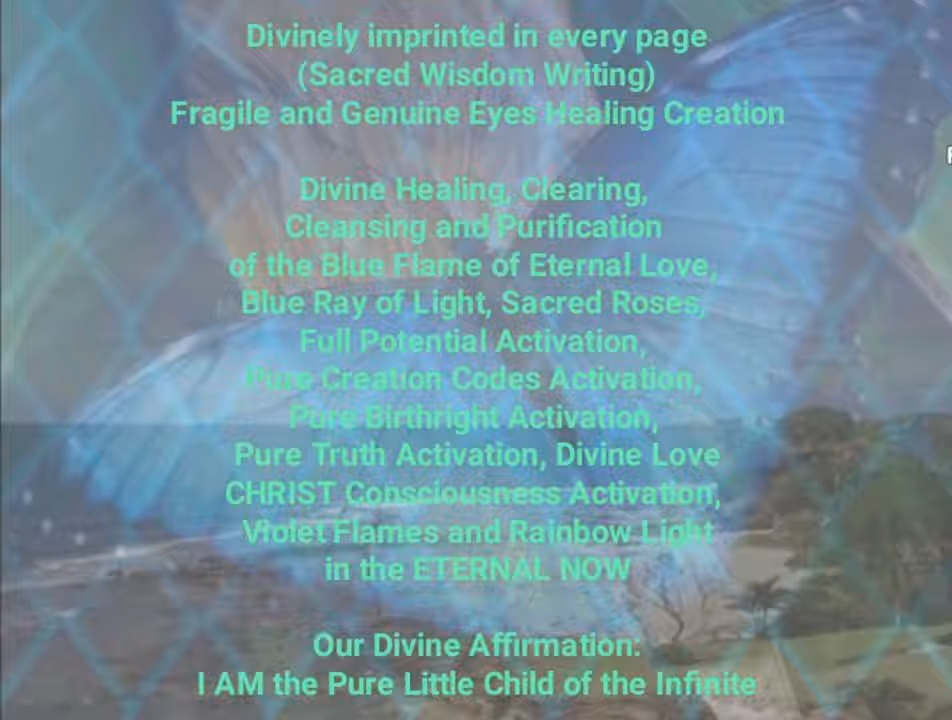 Divinely imprinted in every page
(Sacred Wisdom Writing)
Fragile and Genuine Eyes Healing Creation
Divine Healing, Clearing,
Cleansing and Purification
of the Blue Flame of Eternal Love,
Blue Ray of Light, Sacred Roses,
Full Potential Activation,
Pure Creation Codes Activation,
Pure Birthright Activation,
Pure Truth Activation, Divine Love
CHRIST Consciousness Activation,
Violet Flames and Rainbow Light
in the ETERNAL NOW
Our Divine Affirmation:
I AM the Pure Little Child of the Infinite